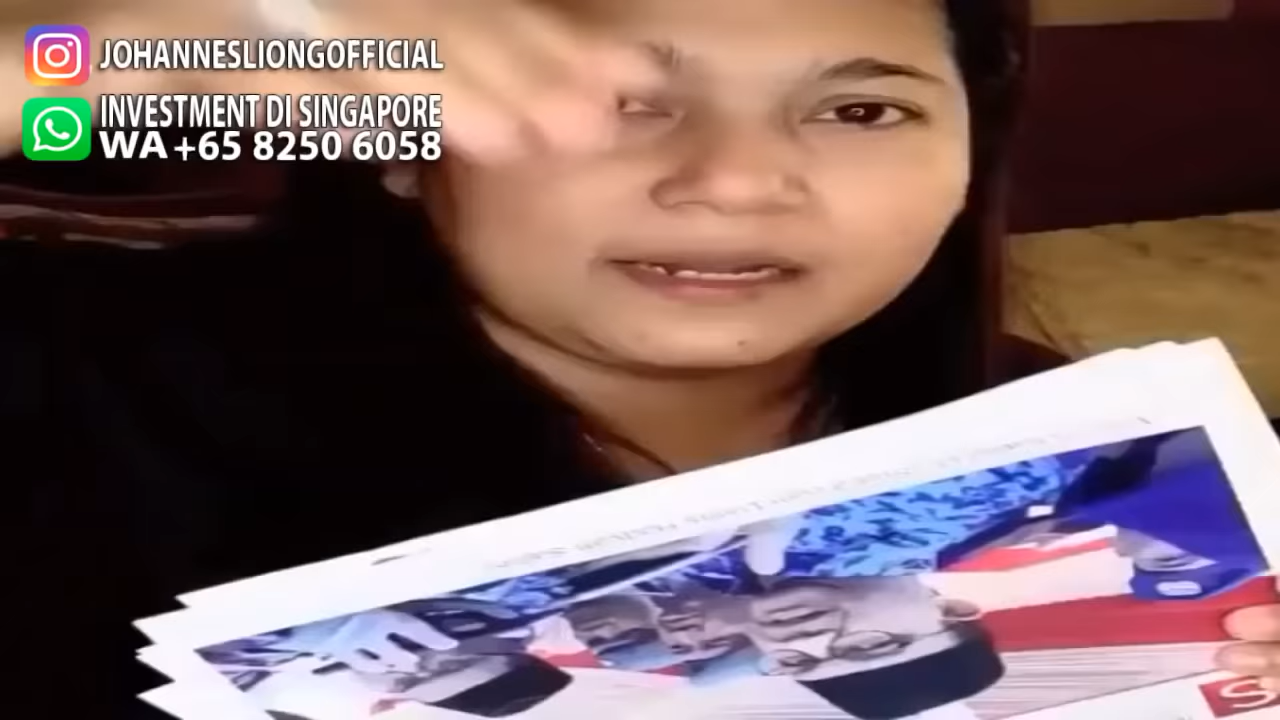 JOHANNESLIONGOFFICIAL
INVESTMENT DI SINGAPORE
WA +65 8250 6058